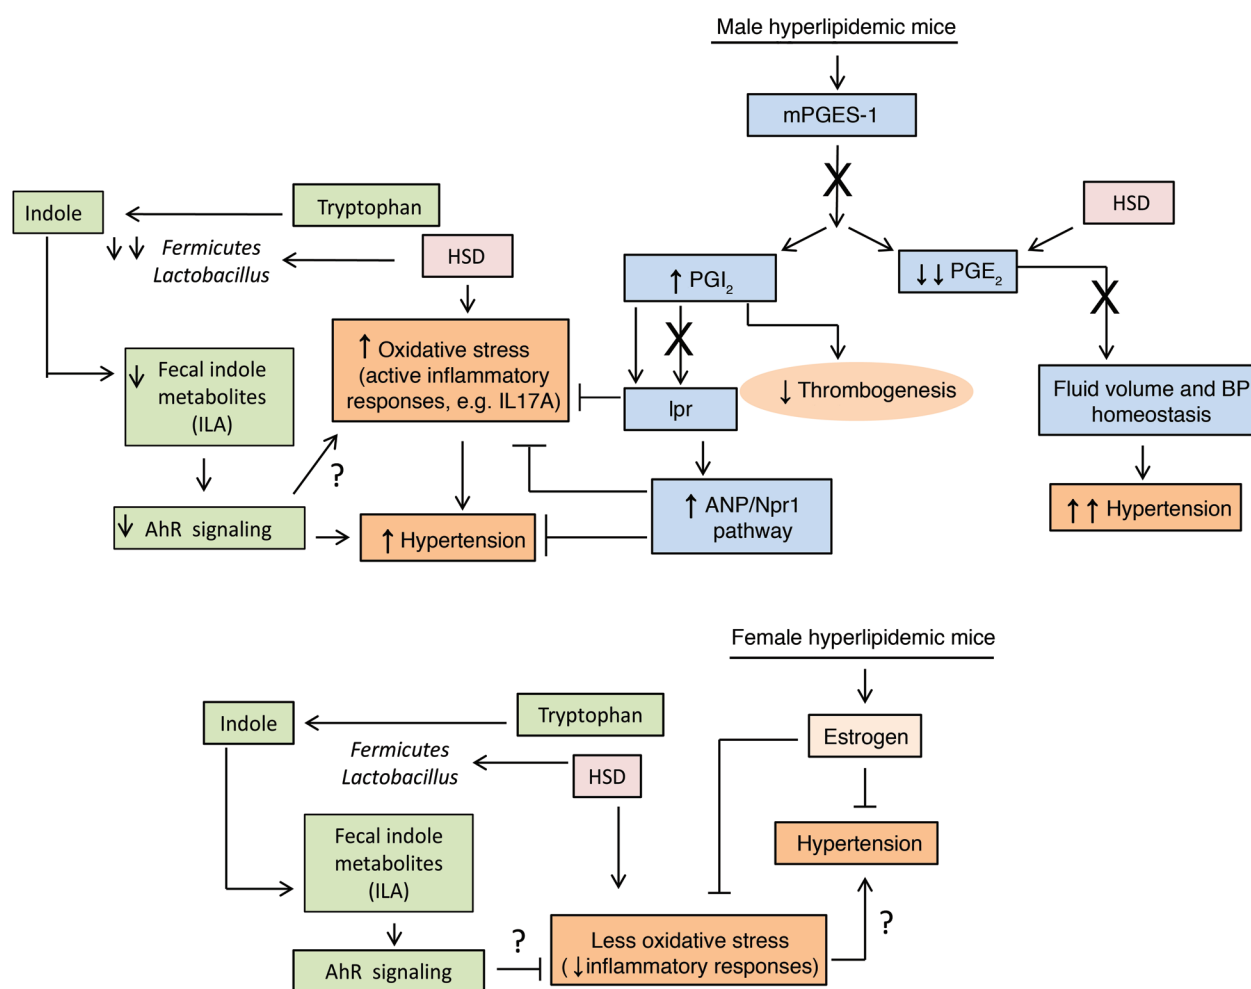 Male hyperlipidemic mice
mPGES-1
X
HSD
Indole
Tryptophan
↓ ↓ Fermicutes
Lactobacillus
HSD
↑ PGI2
↓ ↓ PGE2
X
X
↑ Oxidative stress
(active inflammatory
responses, e.g. IL17A)
↓ Fecal indole
metabolites
(ILA)
Ipr
↓ Thrombogenesis
Fluid volume and BP
homeostasis
?
↓ AhR signaling
↑ Hypertension
↑ ANP/Npr1
pathway
↑ ↑ Hypertension
Female hyperlipidemic mice
Indole
Tryptophan
Estrogen
Fermicutes
Lactobacillus
HSD
Fecal indole
metabolites
(ILA)
Hypertension
?
?
AhR signaling
Less oxidative stress
(↓inflammatory responses)